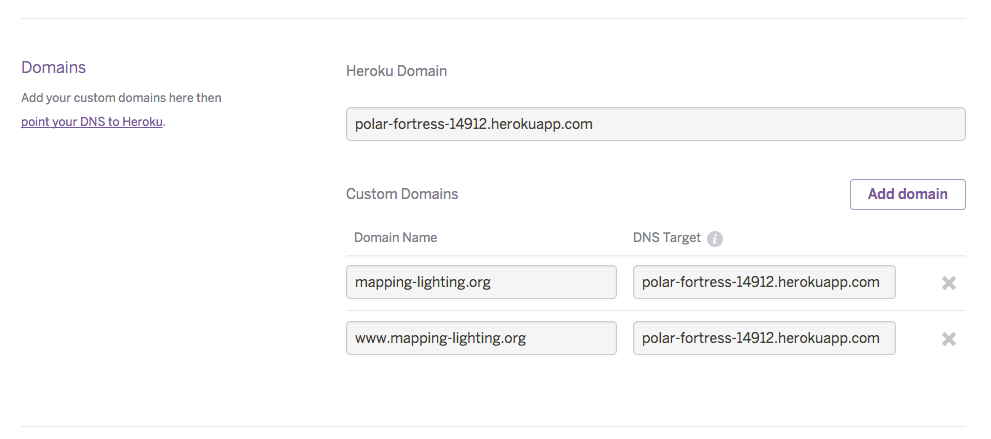 Domains
Add your custom domains here then
point your DNS to Heroku.
Heroku Domain
polar-fortress-14912.herokuapp.com
Custom Domains
Add domain
Domain Name
DNS Target
mapping-lighting.org
polar-fortress-14912.herokuapp.com
www.mapping-lighting.org
polar-fortress-14912.herokuapp.com